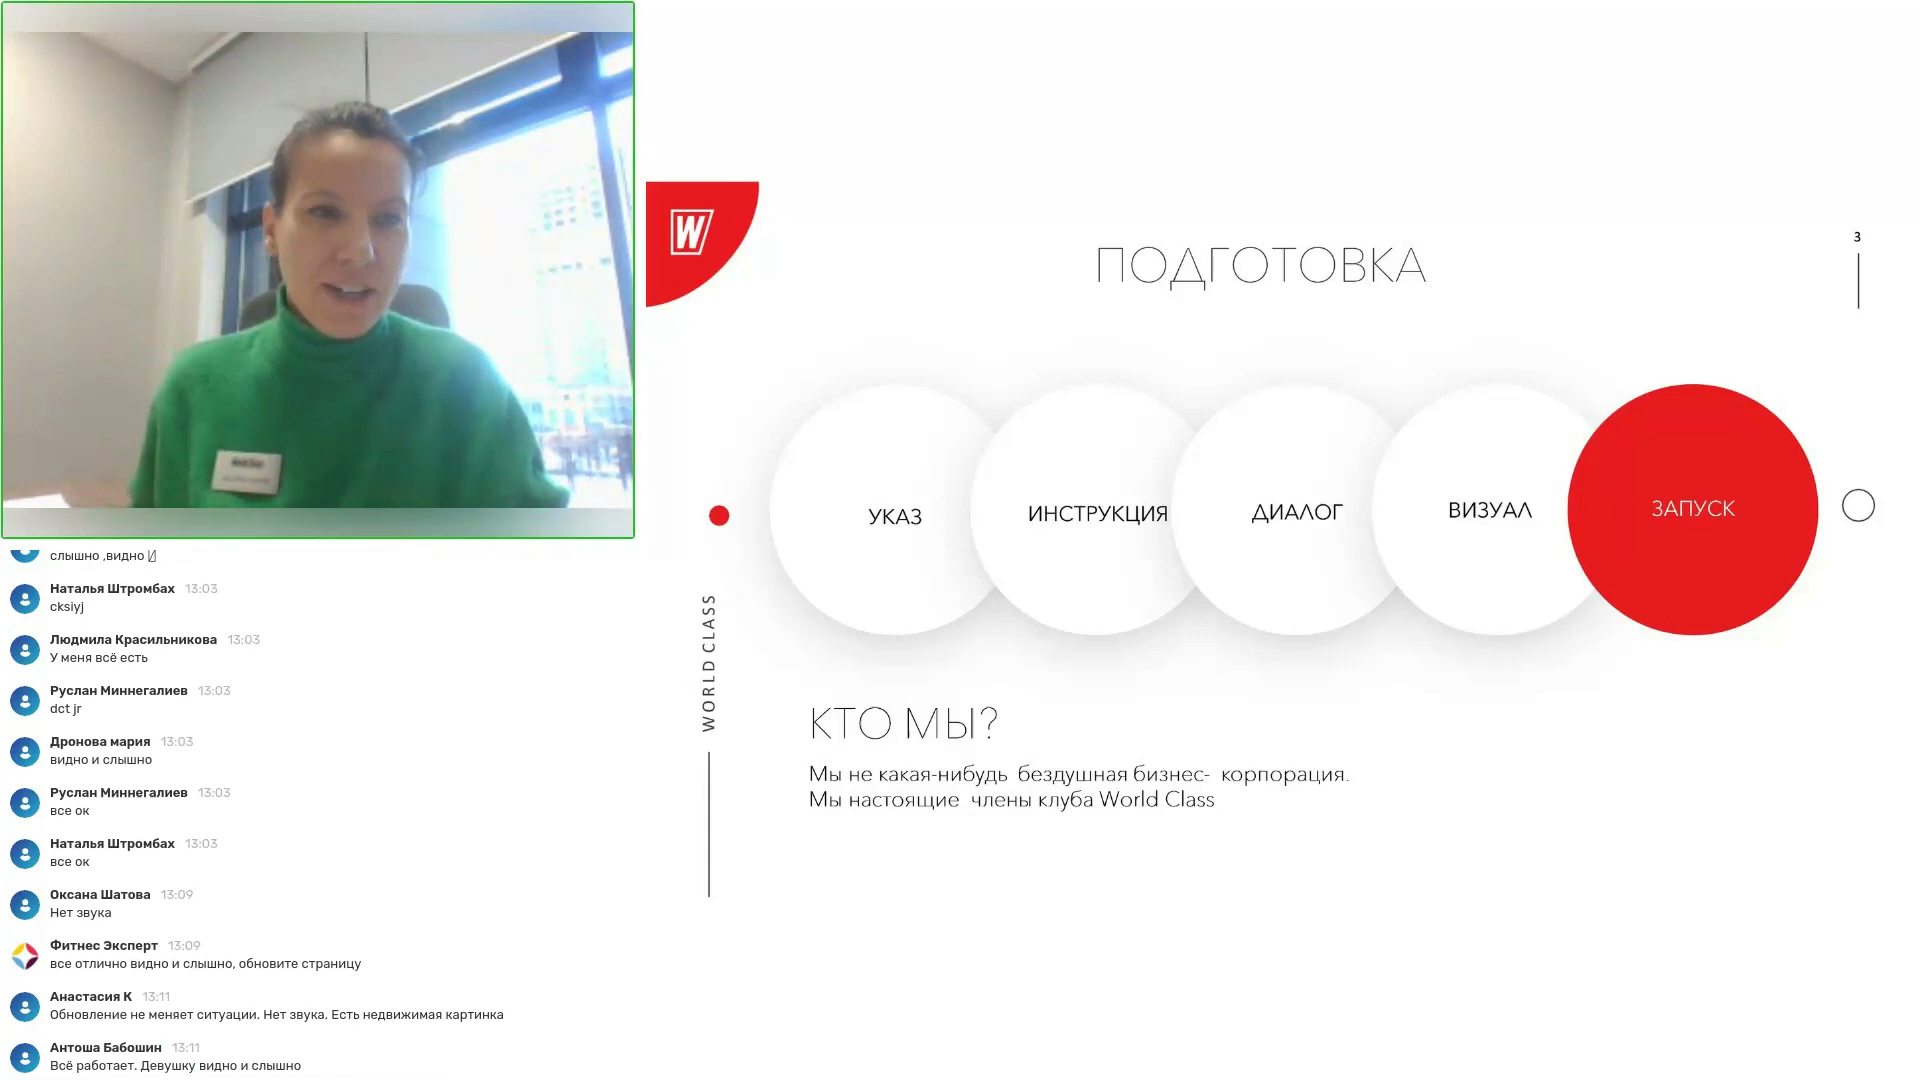 слышно ,видно
Наталья Штромбах 13:03
cksiyj
Людмила Красильникова 13:03
У меня всё есть
Руслан Миннегалиев 13:03
dct jr
Дронова мария 13:03
видно и слышно
Руслан Миннегалиев 13:03
все ок
Наталья Штромбах 13:03
все ок
Оксана Шатова 13:09
Нет звука
Фитнес Эксперт 13:09
все отлично видно и слышно, обновите страницу
Анастасия К 13:11
Обновление не меняет ситуации. Нет звука. Есть недвижимая картинка
Антоша Бабошин 13:11
Всё работает. Девушку видно и слышно
W
ПОДГОТОВКА
3
УКАЗ
ИНСТРУКЦИЯ
ДИАЛОГ
ВИЗУАЛ
ЗАПУСК
WORLD CLASS
КТО МЫ?
Мы не какая-нибудь бездушная бизнес- корпорация.
Мы настоящие члены клуба World Class